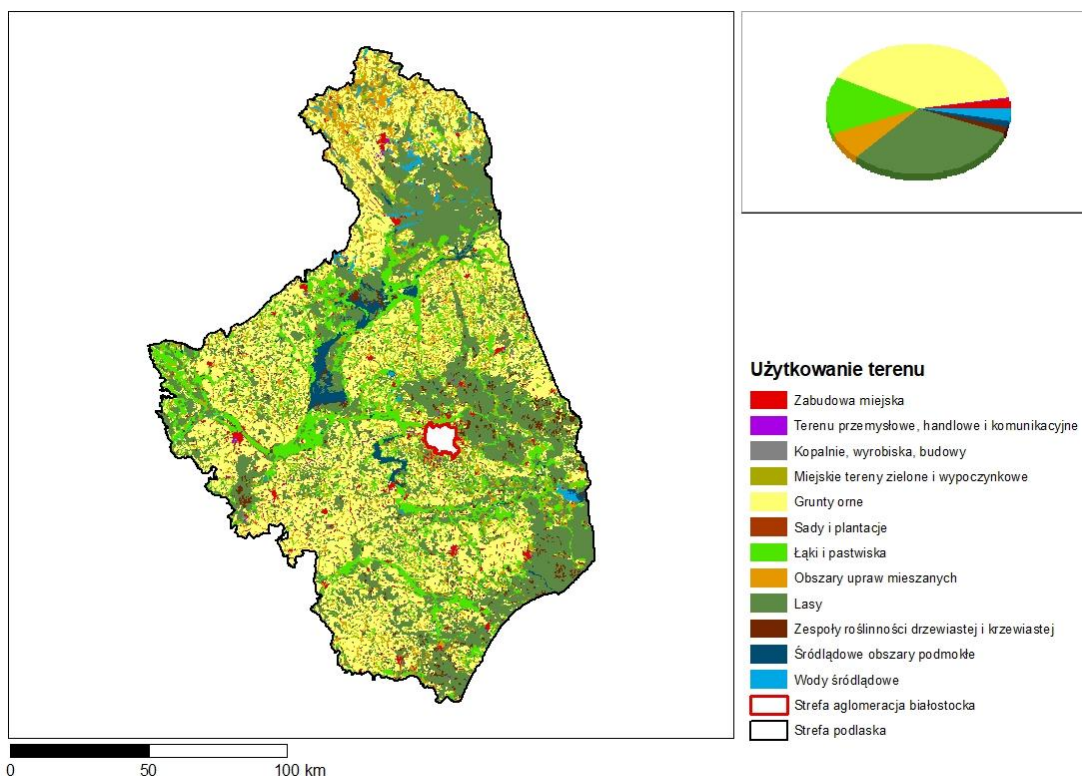 Użytkowanie terenu
Zabudowa miejska
Terenu przemysłowe, handlowe i komunikacyjne
Kopalnie, wyrobiska, budowy
Miejskie tereny zielone i wypoczynkowe
Grunty orne
Sady i plantacje
Łąki i pastwiska
Obszary upraw mieszanych
Lasy
Zespoły roślinności drzewiastej i krzewiastej
Śródlądowe obszary podmokłe
Wody śródlądowe
Strefa aglomeracja białostocka
Strefa podlaska
0 50 100 km